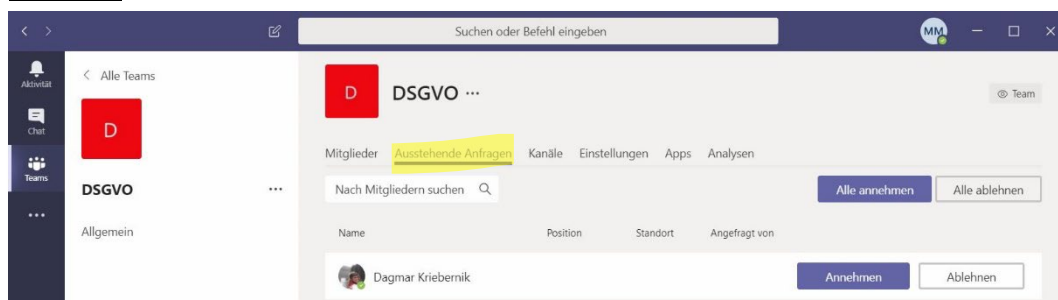 Suchen oder Befehl eingeben
MM
Aktivität
Chat
Teams
Alle Teams
D
DSGVO
Allgemein
D
DSGVO
Team
Mitglieder Ausstehende Anfragen Kanäle Einstellungen Apps Analysen
Nach Mitgliedern suchen Alle annehmen Alle ablehnen
Name Position Standort Angefragt von
Dagmar Kriebernik Annehmen Ablehnen